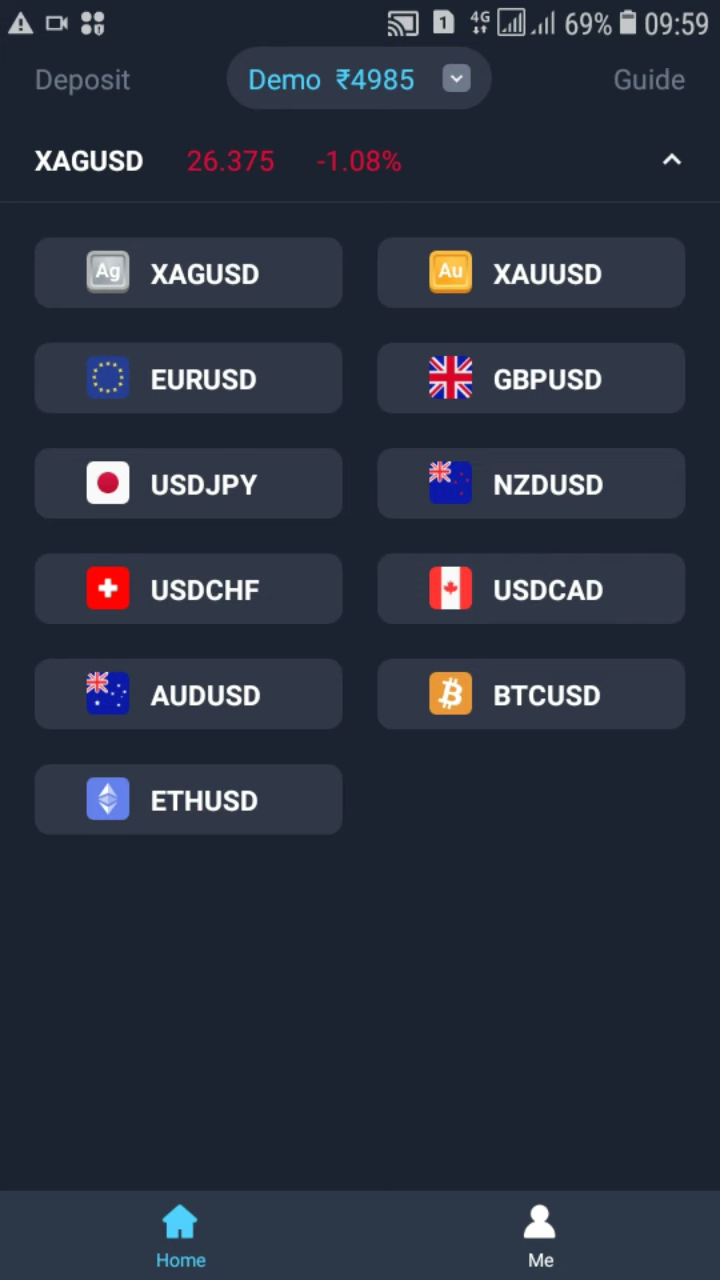 1 4G 69% 09:59
Deposit Demo ₹4985 Guide
XAGUSD 26.375 -1.08%
Ag XAGUSD Au XAUUSD
EURUSD GBPUSD
USDJPY NZDUSD
USDCHF USDCAD
AUDUSD BTCUSD
ETHUSD
Home Me